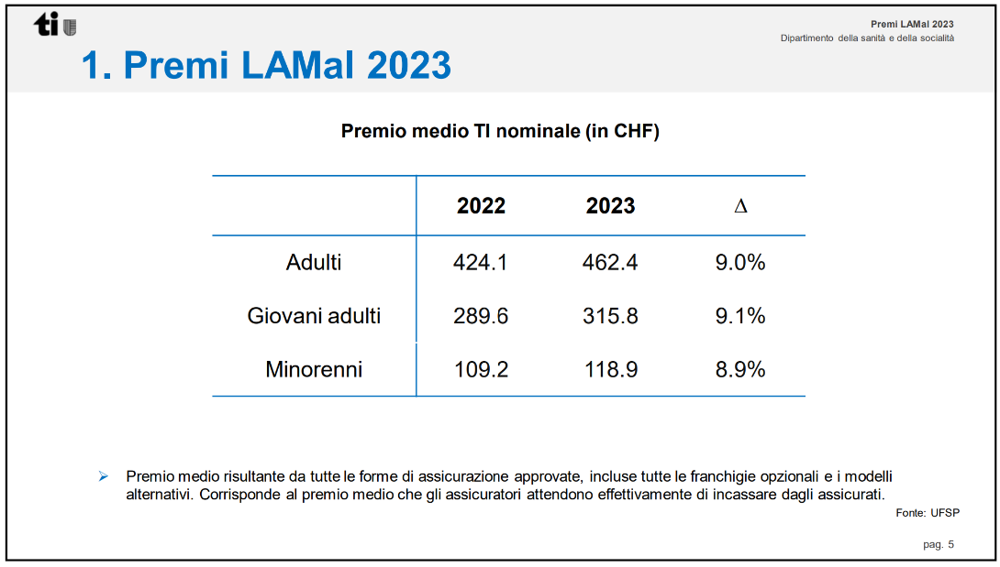 ti
Premi LAMal 2023
Dipartimento della sanità e della socialità
1. Premi LAMal 2023
Premio medio TI nominale (in CHF)
2022 2023 Δ
Adulti 424.1 462.4 9.0%
Giovani adulti 289.6 315.8 9.1%
Minorenni 109.2 118.9 8.9%
Premio medio risultante da tutte le forme di assicurazione approvate, incluse tutte le franchigie opzionali e i modelli
alternativi. Corrisponde al premio medio che gli assicuratori attendono effettivamente di incassare dagli assicurati.
Fonte: UFSP
pag. 5